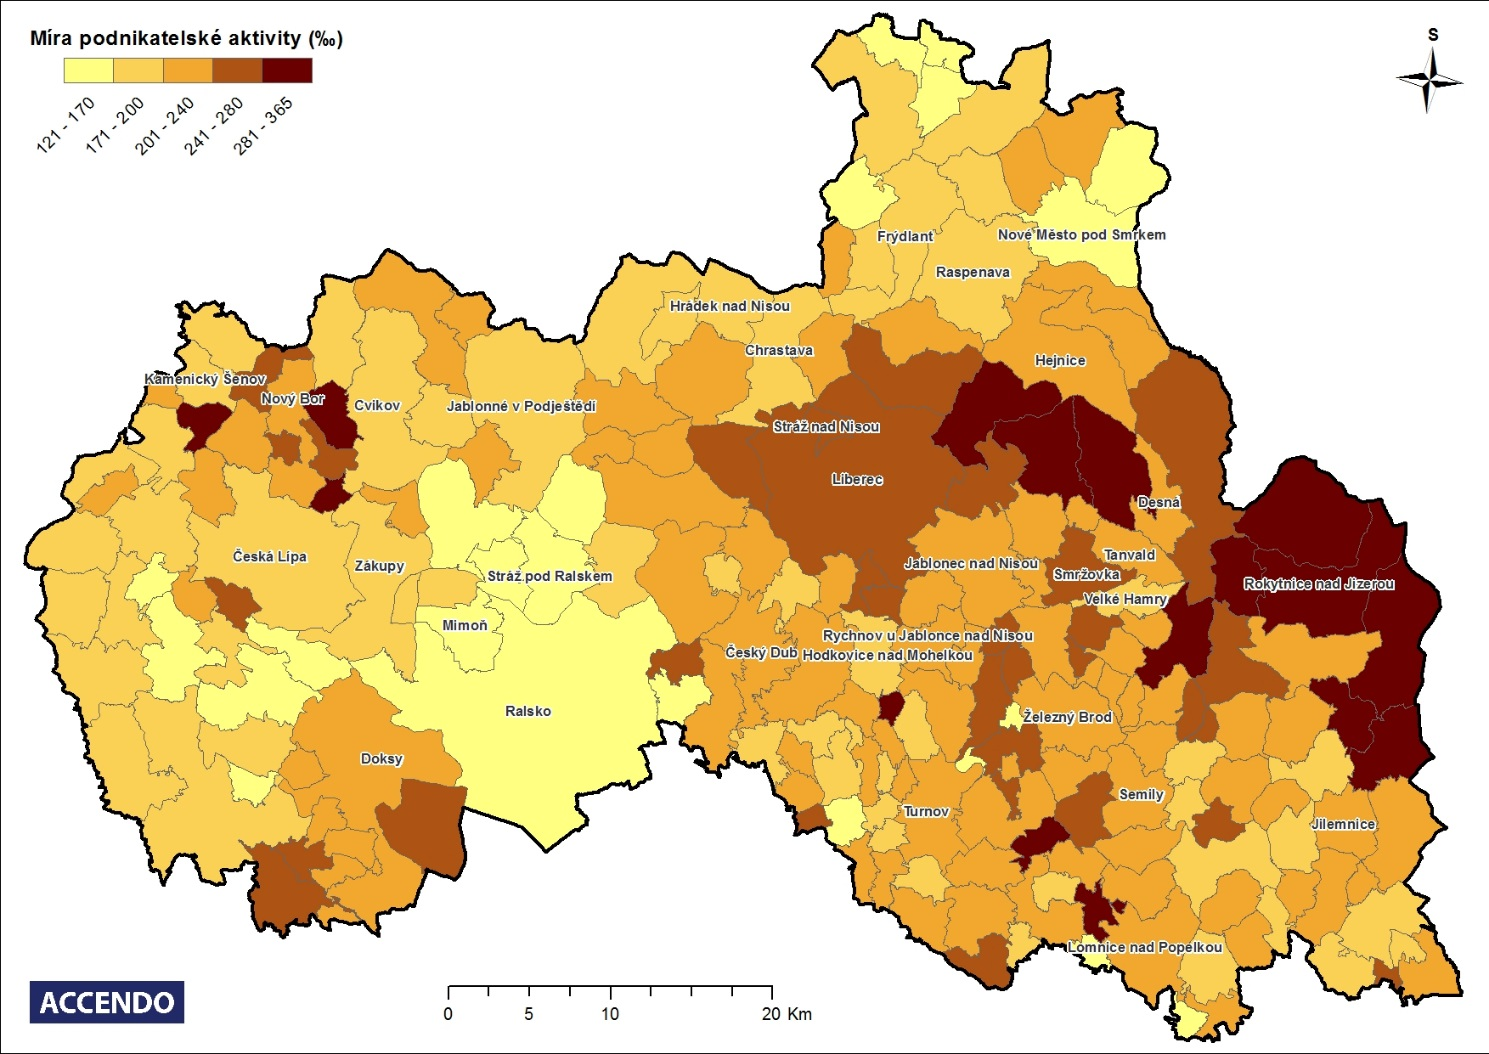 Míra podnikatelské aktivity (‰)
121 - 170
171 - 200
201 - 240
241 - 280
281 - 365
S
Frýdlant
Nové Město pod Smrkem
Raspenava
Hrádek nad Nisou
Chrastava
Hejnice
Kamenický Šenov
Nový Bor
Cvikov
Jablonné v Podještědí
Stráž nad Nisou
Liberec
Desná
Česká Lípa
Zákupy
Stráž pod Ralskem
Jablonec nad Nisou
Tanvald
Smržovka
Rokytnice nad Jizerou
Velké Hamry
Mimoň
Rychnov u Jablonce nad Nisou
Český Dub
Hodkovice nad Mohelkou
Ralsko
Železný Brod
Doksy
Semily
Turnov
Jilemnice
Lomnice nad Popelkou
ACCENDO
0 5 10 20 Km